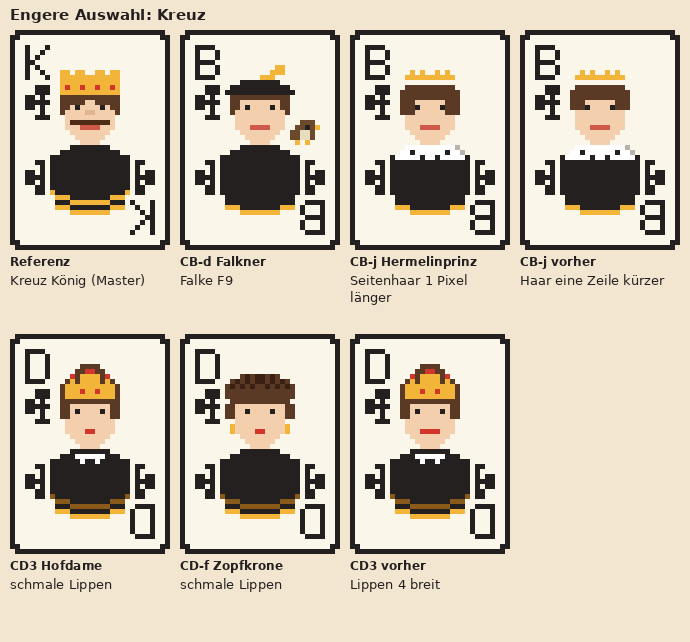 Engere Auswahl: Kreuz
K
B
B
B
K
B
B
B
Referenz
Kreuz König (Master)
CB-d Falkner
Falke F9
CB-j Hermelinprinz
Seitenhaar 1 Pixel
länger
CB-j vorher
Haar eine Zeile kürzer
D
D
D
D
D
D
CD3 Hofdame
schmale Lippen
CD-f Zopfkrone
schmale Lippen
CD3 vorher
Lippen 4 breit